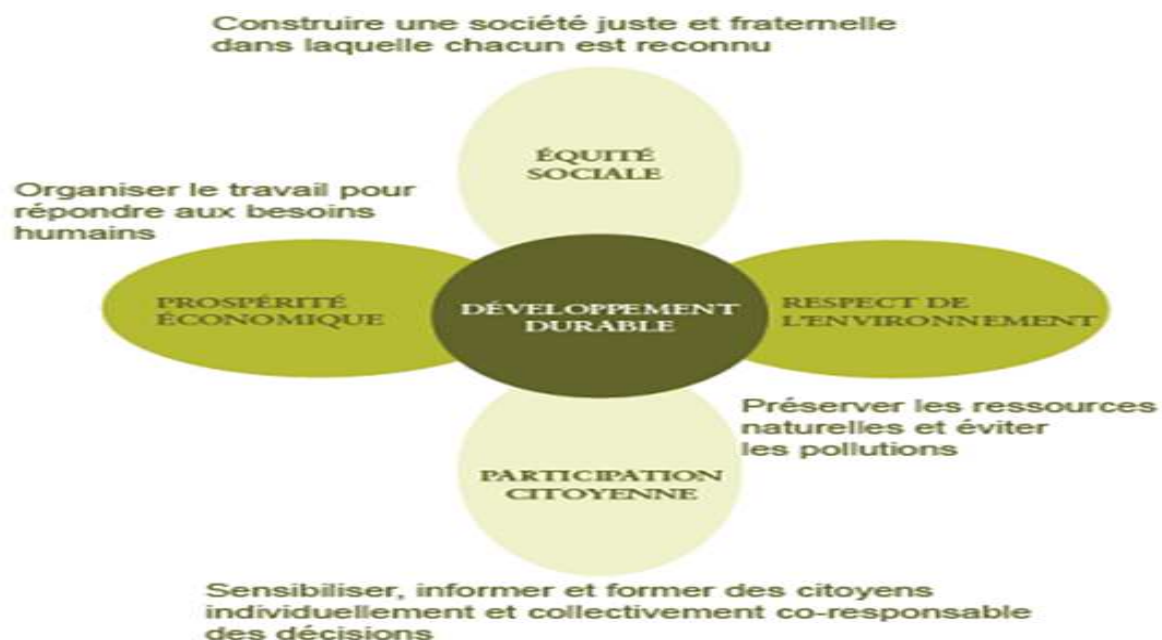 Construire une société juste et fraternelle
dans laquelle chacun est reconnu
ÉQUITÉ
SOCIALE
Organiser le travail pour
répondre aux besoins
humains
PROSPÉRITÉ
ÉCONOMIQUE
DÉVELOPPEMENT
DURABLE
RESPECT DE
L'ENVIRONNEMENT
Préserver les ressources
naturelles et éviter
les pollutions
PARTICIPATION
CITOYENNE
Sensibiliser, informer et former des citoyens
individuellement et collectivement co-responsable
des décisions